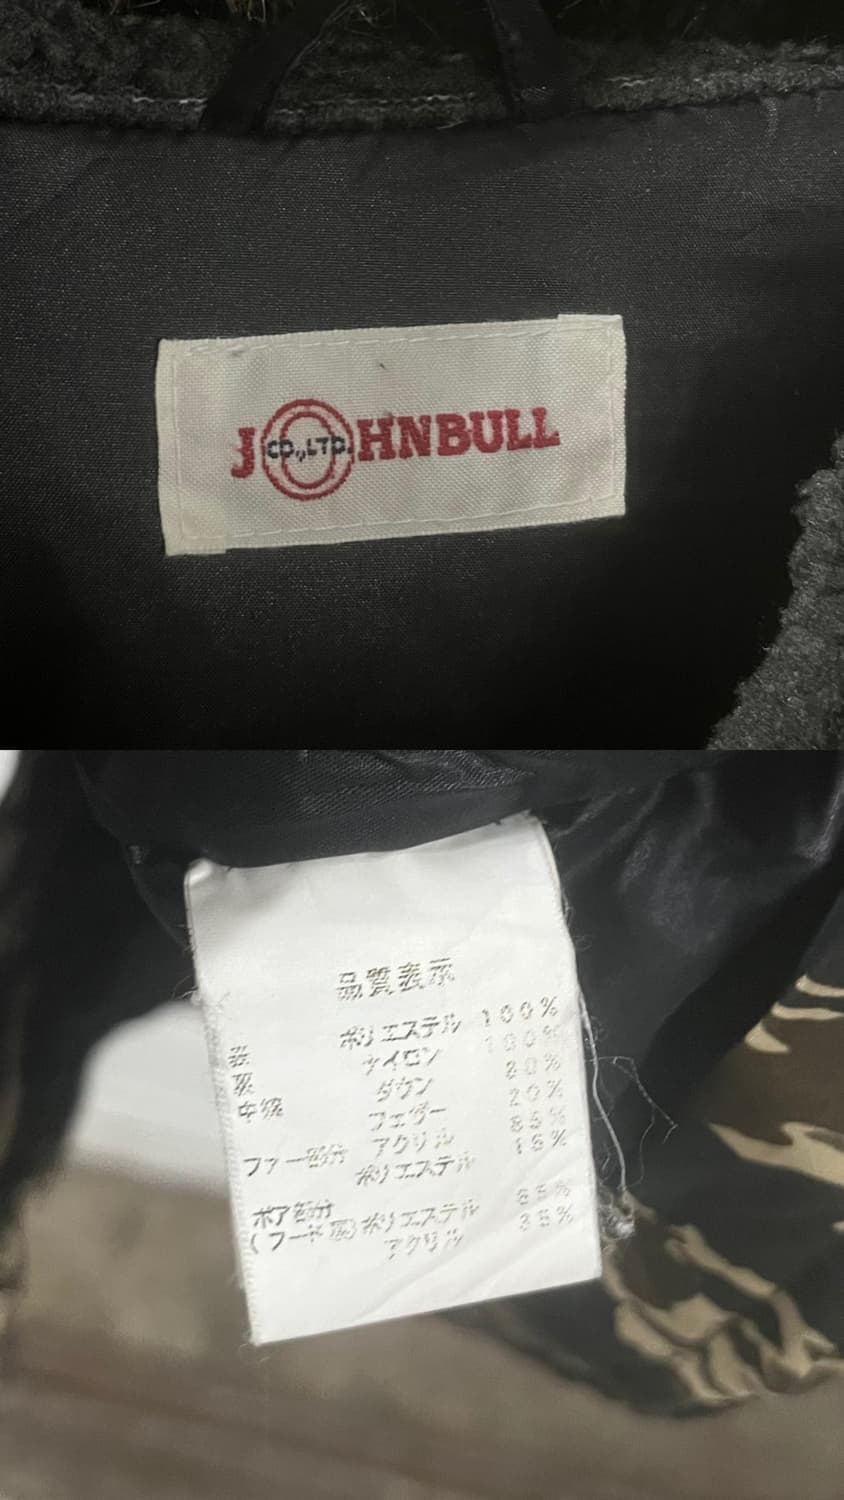 JOHNBULL
CO.,LTD.
品質表示
表 ポリエステル 100%
裏 ナイロン 100%
中綿 ダウン 80%
フェザー 20%
ファー部分 アクリル 85%
ポリエステル 15%
ボア部分
(フード裏) ポリエステル 65%
アクリル 35%